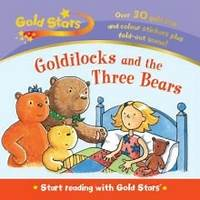 Gold Stars
Over 30 gold star
and colour stickers plus
fold-out
Goldilocks and the
Three Bears
Start reading with Gold Stars